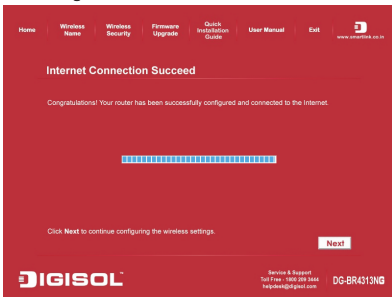 Home
Wireless Name
Wireless Security
Firmware Upgrade
Quick Installation Guide
User Manual
Exit
www.smartlink.co.in
Internet Connection Succeed
Congratulations! Your router has been successfully configured and connected to the Internet.
Click Next to continue configuring the wireless settings.
Next
DIGISOL™
Service & Support
Toll Free - 1800 209 3444
helpdesk@digisol.com
DG-BR4313NG